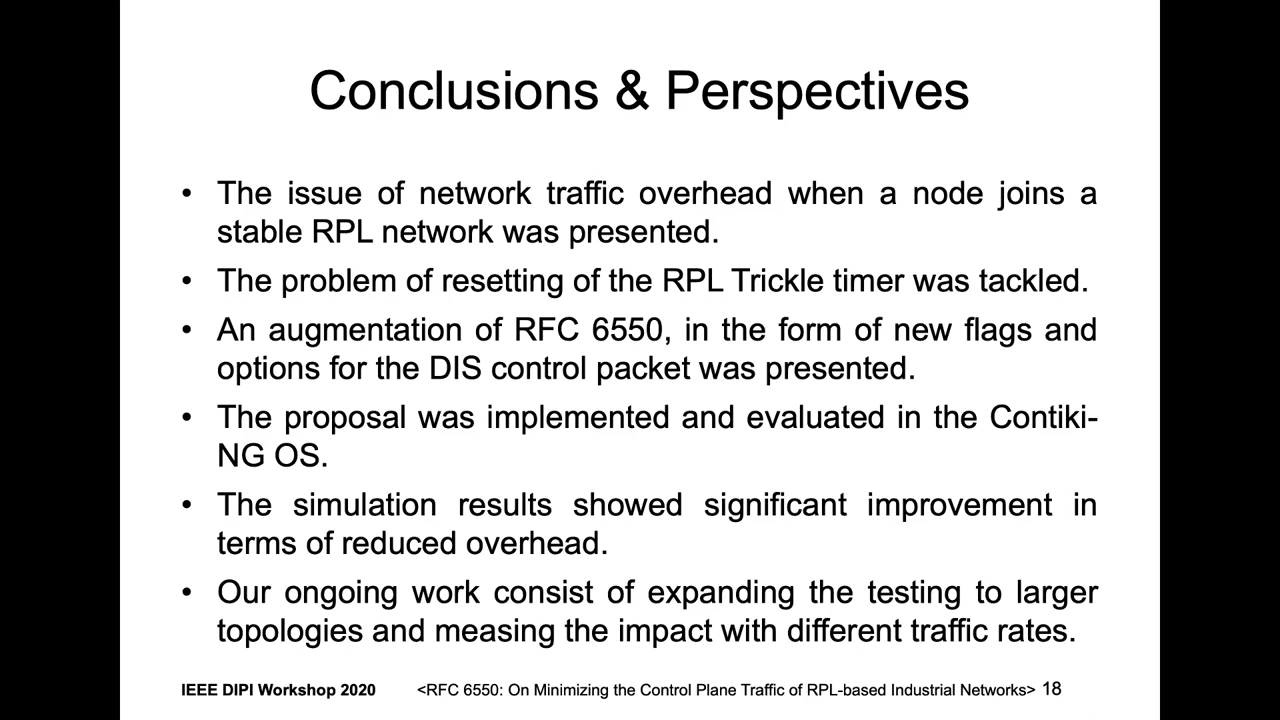 Conclusions & Perspectives
• The issue of network traffic overhead when a node joins a
stable RPL network was presented.
• The problem of resetting of the RPL Trickle timer was tackled.
• An augmentation of RFC 6550, in the form of new flags and
options for the DIS control packet was presented.
• The proposal was implemented and evaluated in the Contiki-
NG OS.
• The simulation results showed significant improvement in
terms of reduced overhead.
• Our ongoing work consist of expanding the testing to larger
topologies and measing the impact with different traffic rates.
IEEE DIPI Workshop 2020 <RFC 6550: On Minimizing the Control Plane Traffic of RPL-based Industrial Networks> 18